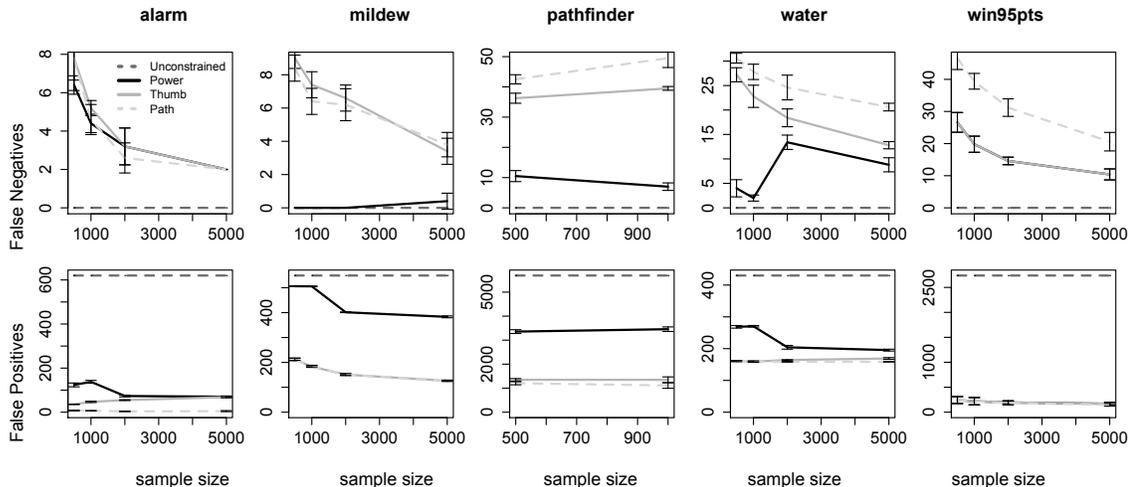 alarm mildew pathfinder water win95pts
False Negatives
0 2 4 6 8
Unconstrained
Power
Thumb
Path
1000 3000 5000
0 2 4 6 8
1000 3000 5000
0 10 20 30 40 50
500 700 900
0 5 15 25
1000 3000 5000
0 10 20 30 40
1000 3000 5000
False Positives
0 200 400 600
1000 3000 5000
0 200 400
1000 3000 5000
0 2000 5000
500 700 900
0 200 400
1000 3000 5000
0 1000 2500
1000 3000 5000
sample size sample size sample size sample size sample size